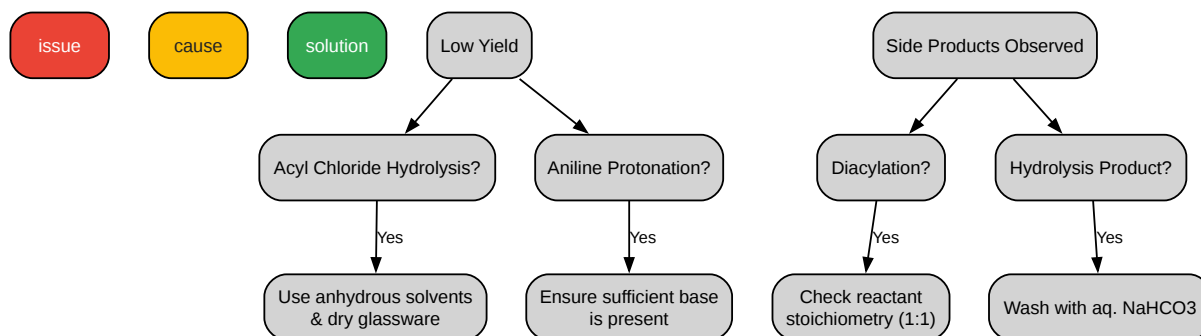 issue
cause
solution
Low Yield
Side Products Observed
Acyl Chloride Hydrolysis?
Aniline Protonation?
Diacylation?
Hydrolysis Product?
Yes
Yes
Yes
Yes
Use anhydrous solvents
& dry glassware
Ensure sufficient base
is present
Check reactant
stoichiometry (1:1)
Wash with aq. NaHCO3